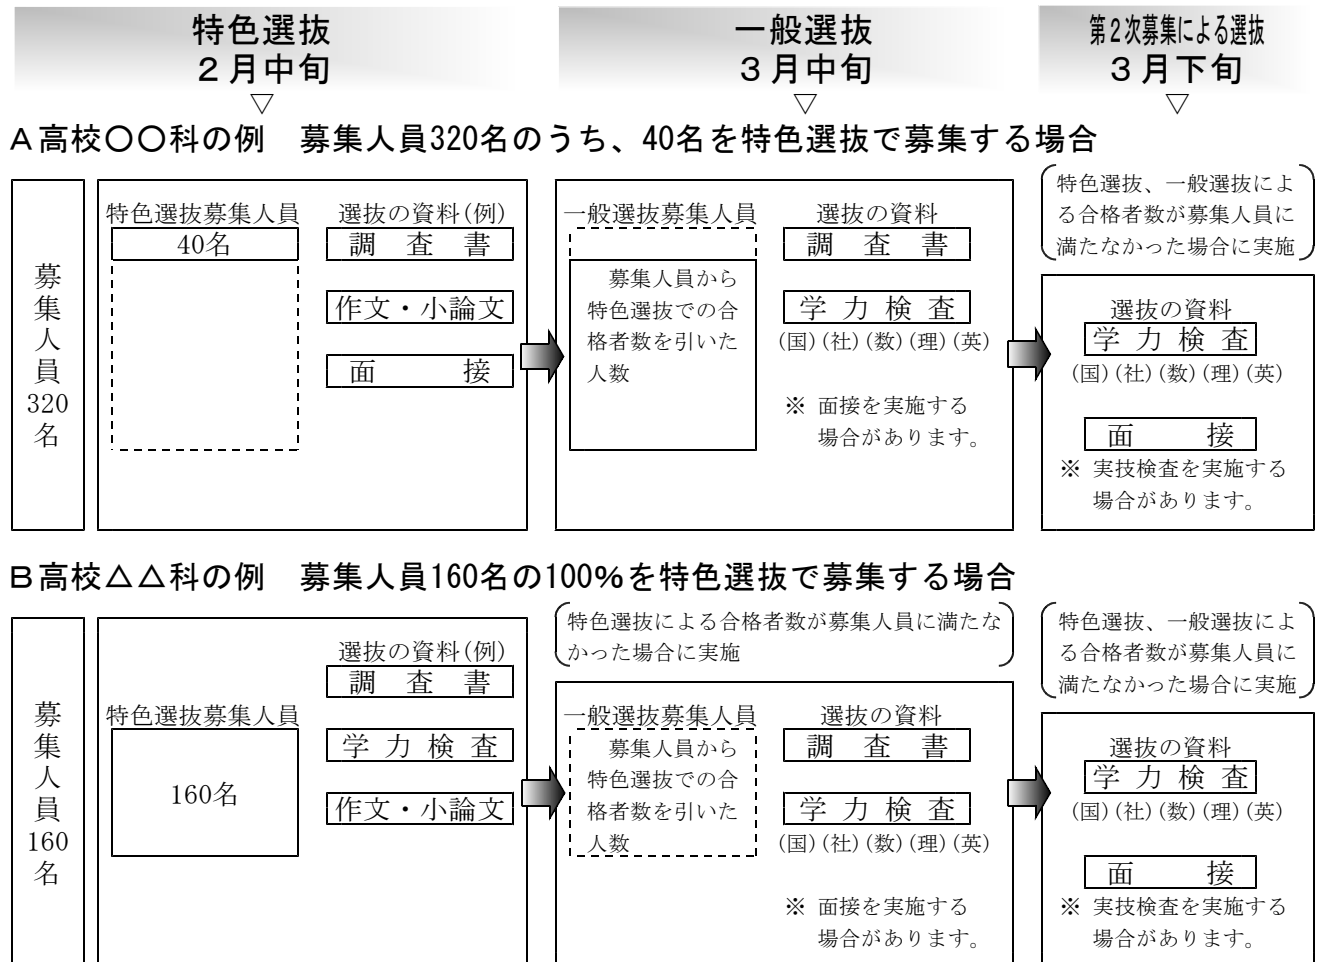 特色選抜
２月中旬
▽
一般選抜
３月中旬
▽
第２次募集による選抜
３月下旬
▽
Ａ高校〇〇科の例　募集人員320名のうち、40名を特色選抜で募集する場合
募集人員320名
特色選抜募集人員
40名
選抜の資料(例)
調　査　書
作文・小論文
面　　接
一般選抜募集人員
募集人員から
特色選抜での合
格者数を引いた
人数
選抜の資料
調　査　書
学 力 検 査
(国)(社)(数)(理)(英)
※ 面接を実施する
場合があります。
特色選抜、一般選抜によ
る合格者数が募集人員に
満たなかった場合に実施
選抜の資料
学 力 検 査
(国)(社)(数)(理)(英)
面　　接
※ 実技検査を実施する
場合があります。
Ｂ高校△△科の例　募集人員160名の100％を特色選抜で募集する場合
募集人員160名
特色選抜募集人員
160名
選抜の資料(例)
調　査　書
学 力 検 査
作文・小論文
特色選抜による合格者数が募集人員に満たな
かった場合に実施
一般選抜募集人員
募集人員から
特色選抜での合
格者数を引いた
人数
選抜の資料
調　査　書
学 力 検 査
(国)(社)(数)(理)(英)
※ 面接を実施する
場合があります。
特色選抜、一般選抜によ
る合格者数が募集人員に
満たなかった場合に実施
選抜の資料
学 力 検 査
(国)(社)(数)(理)(英)
面　　接
※ 実技検査を実施する
場合があります。